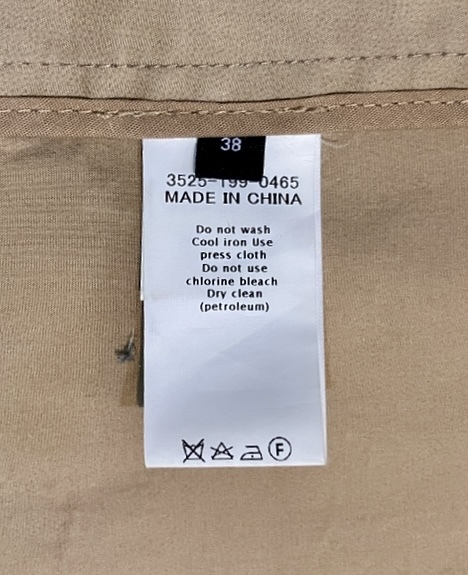 38
3525-199-0465
MADE IN CHINA
Do not wash
Cool iron Use
press cloth
Do not use
chlorine bleach
Dry clean
(petroleum)
F